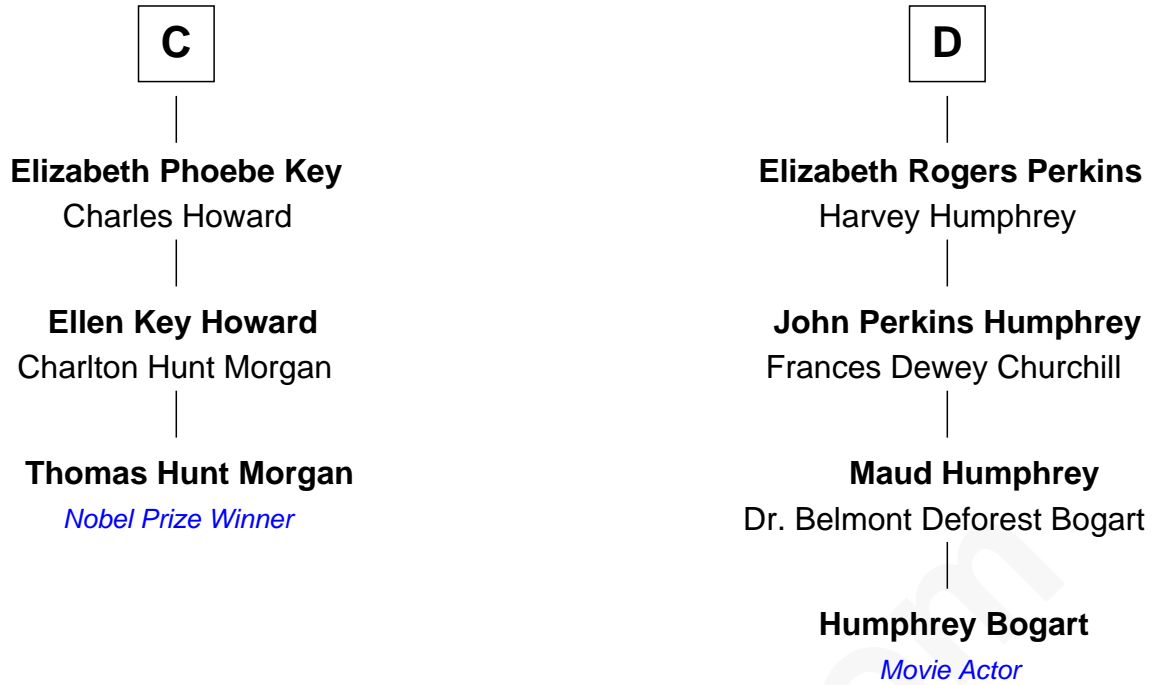 C
Elizabeth Phoebe Key
Charles Howard
Ellen Key Howard
Charlton Hunt Morgan
Thomas Hunt Morgan
Nobel Prize Winner
D
Elizabeth Rogers Perkins
Harvey Humphrey
John Perkins Humphrey
Frances Dewey Churchill
Maud Humphrey
Dr. Belmont Deforest Bogart
Humphrey Bogart
Movie Actor